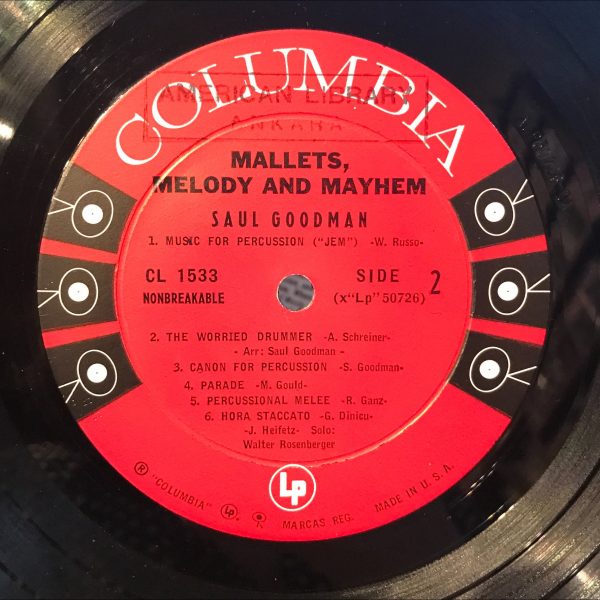 COLUMBIA
AMERICAN LIBRARY
ANKARA
MALLETS,
MELODY AND MAYHEM
SAUL GOODMAN
1. MUSIC FOR PERCUSSION ("JEM") -W. Russo-
CL 1533 SIDE 2
NONBREAKABLE (x"Lp"50726)
2. THE WORRIED DRUMMER -A. Schreiner-
- Arr: Saul Goodman -
3. CANON FOR PERCUSSION -S. Goodman-
4. PARADE -M. Gould-
5. PERCUSSIONAL MELEE -R. Ganz-
6. HORA STACCATO -G. Dinicu-
-J. Heifetz- Solo:
Walter Rosenberger
Lp
® "COLUMBIA" Lp ®. MARCAS REG. MADE IN U. S. A.